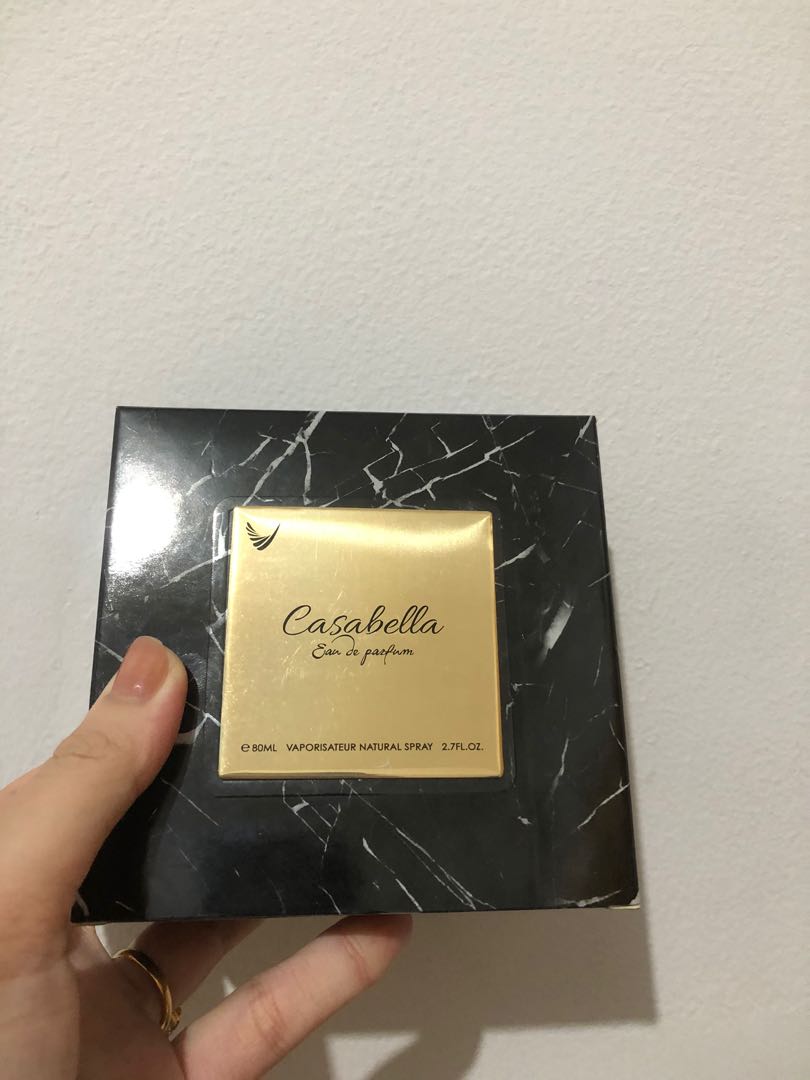 Casabella
Eau de parfum
℮ 80ML VAPORISATEUR NATURAL SPRAY 2.7FL.OZ.